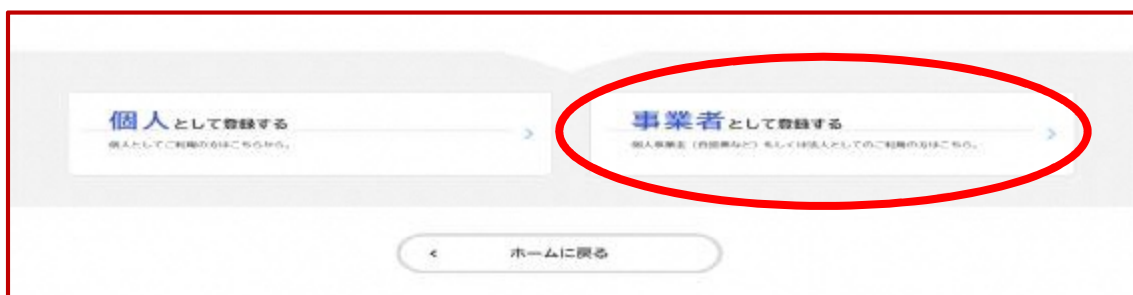 個人として登録する
個人としてご利用の方はこちらから。
事業者として登録する
個人事業主（自営業など）もしくは法人としてのご利用の方はこちら。
ホームに戻る